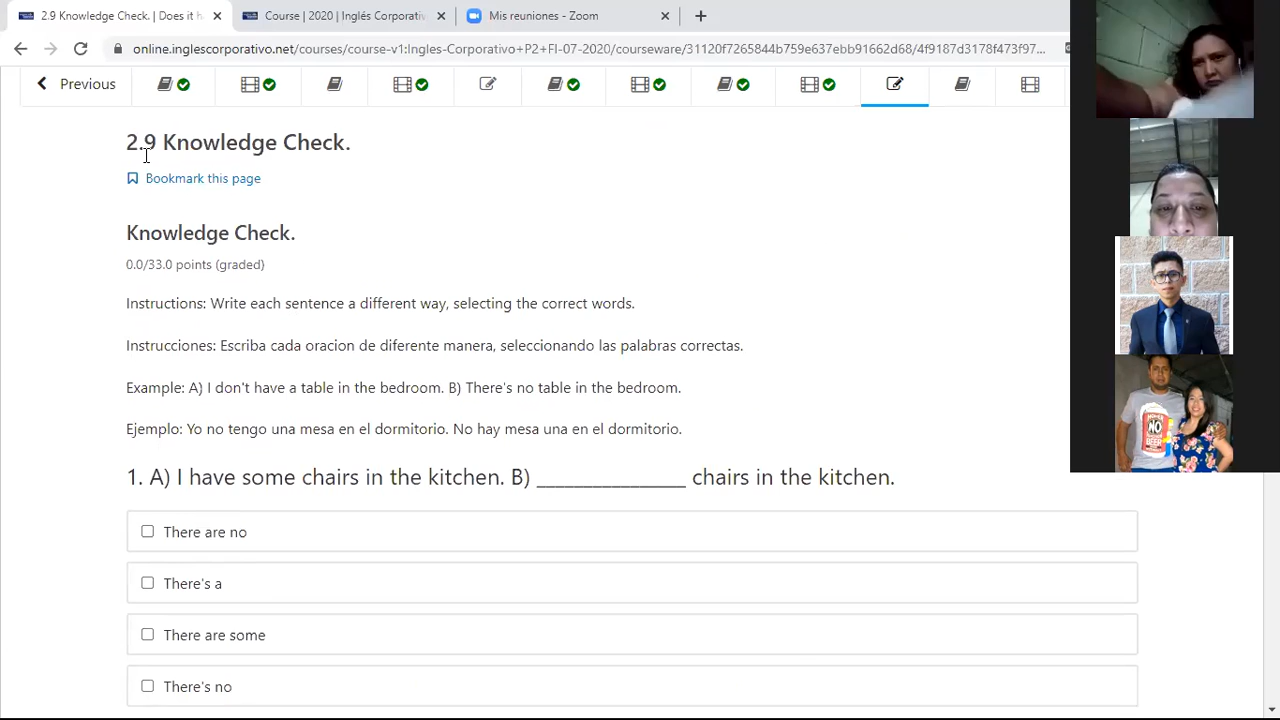 2.9 Knowledge Check. | Does it h
Course | 2020 | Inglés Corporativ
Mis reuniones - Zoom
online.inglescorporativo.net/courses/course-v1:Ingles-Corporativo+P2+FI-07-2020/courseware/31120f7265844b759e637ebb91662d68/4f9187d3178f473f97...
Previous
2.9 Knowledge Check.
Bookmark this page
Knowledge Check.
0.0/33.0 points (graded)
Instructions: Write each sentence a different way, selecting the correct words.
Instrucciones: Escriba cada oracion de diferente manera, seleccionando las palabras correctas.
Example: A) I don't have a table in the bedroom. B) There's no table in the bedroom.
Ejemplo: Yo no tengo una mesa en el dormitorio. No hay mesa una en el dormitorio.
1. A) I have some chairs in the kitchen. B) ________________ chairs in the kitchen.
There are no
There's a
There are some
There's no